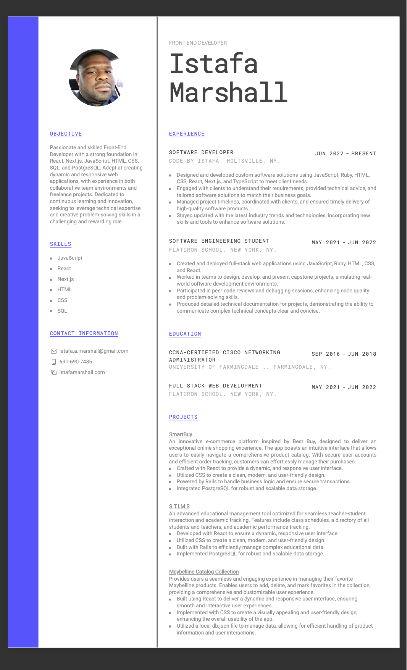 FRONT-END DEVELOPER
Istafa
Marshall
OBJECTIVE
Passionate and skilled Front-End
Developer with a strong foundation in
React, Next.js, JavaScript, HTML, CSS,
SQL, and PostgreSQL. Adept at creating
dynamic and responsive web
applications, with experience in both
collaborative team environments and
freelance projects. Dedicated to
continuous learning and innovation,
seeking to leverage technical expertise
and creative problem-solving skills in a
challenging and rewarding role.
SKILLS
JavaScript
React
Next.js
HTML
CSS
SQL
CONTACT INFORMATION
istafaa.marshall@gmail.com
istafamarshall.com
EXPERIENCE
SOFTWARE DEVELOPER
JUN 2022 – PRESENT
CODE BY ISTAFA, HOLTSVILLE, NY.
Designed and developed custom software solutions using JavaScript, Ruby, HTML,
CSS, React, Next.js, and TypeScript to meet client needs.
Engaged with clients to understand their requirements, provided technical advice, and
tailored software solutions to match their business goals.
Managed project timelines, coordinated with clients, and ensured timely delivery of
high-quality software products.
Stayed updated with the latest industry trends and technologies, incorporating new
skills and tools to enhance software solutions.
SOFTWARE ENGINEERING STUDENT
MAY 2021 – JUN 2022
FLATIRON SCHOOL, NEW YORK, NY.
Created and deployed full-stack web applications using JavaScript, Ruby, HTML, CSS,
and React.
Worked in teams to design, develop, and present capstone projects, simulating real-
world software development environments.
Participated in peer code reviews and debugging sessions, enhancing code quality
and problem-solving skills.
Produced detailed technical documentation for projects, demonstrating the ability to
communicate complex technical concepts clear and concise.
EDUCATION
CCNA-CERTIFIED CISCO NETWORKING
ADMINISTRATOR
SEP 2016 – JUN 2018
UNIVERSITY OF FARMINGDALE ., FARMINGDALE, NY.
FULL STACK WEB DEVELOPMENT
MAY 2021 – JUN 2022
FLATIRON SCHOOL, NEW YORK, NY.
PROJECTS
SmartBuy
An innovative e-commerce platform inspired by Best Buy, designed to deliver an
exceptional online shopping experience. The app boasts an intuitive interface that allows
users to easily navigate a comprehensive product catalog. With secure user accounts
and efficient order tracking, customers can effortlessly manage their purchases.
Crafted with React to provide a dynamic, and responsive user interface.
Utilized CSS to create a clean, modern, and user-friendly design.
Powered by Rails to handle business logic and ensure secure transactions.
Integrated PostgreSQL for robust and scalable data storage.
S.T.I.M.S
An advanced educational management tool optimized for seamless teacher-student
interaction and academic tracking. Features include class schedules, a directory of all
students and teachers, and academic performance tracking.
Developed with React to ensure a dynamic, responsive user interface
Utilized CSS to create a clean, modern, and user-friendly design.
Built with Rails to efficiently manage complex educational data.
Implemented PostgreSQL for robust and scalable data storage.
Maybelline Catalog Collection
Provides users a seamless and engaging experience in managing their favorite
Maybelline products. Enables users to add, delete, and mark favorites in the collection
providing a comprehensive and customizable user experience.
Built using React to deliver a dynamic and responsive user interface, ensuring
smooth and interactive user experiences.
Implemented with CSS to create a visually appealing and user-friendly design,
enhancing the overall usability of the app.
Utilized a local db.json file to manage data, allowing for efficient handling of product
information and user interactions.